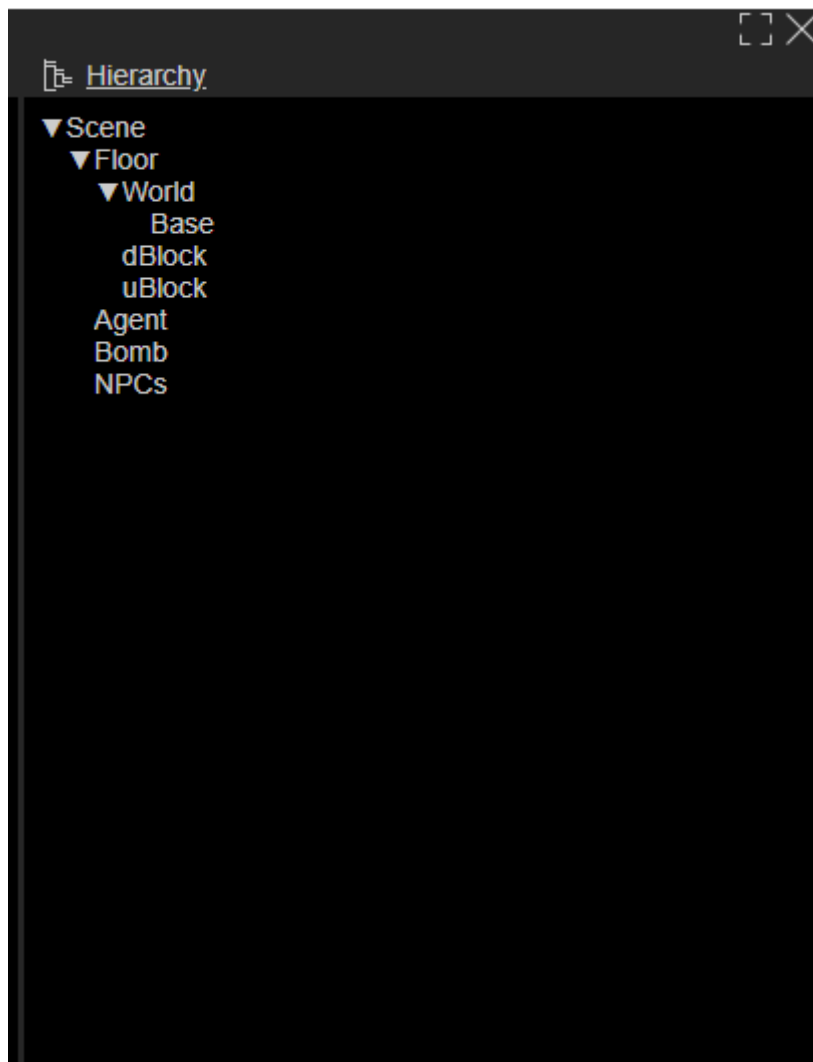 Hierarchy
Scene
Floor
World
Base
dBlock
uBlock
Agent
Bomb
NPCs